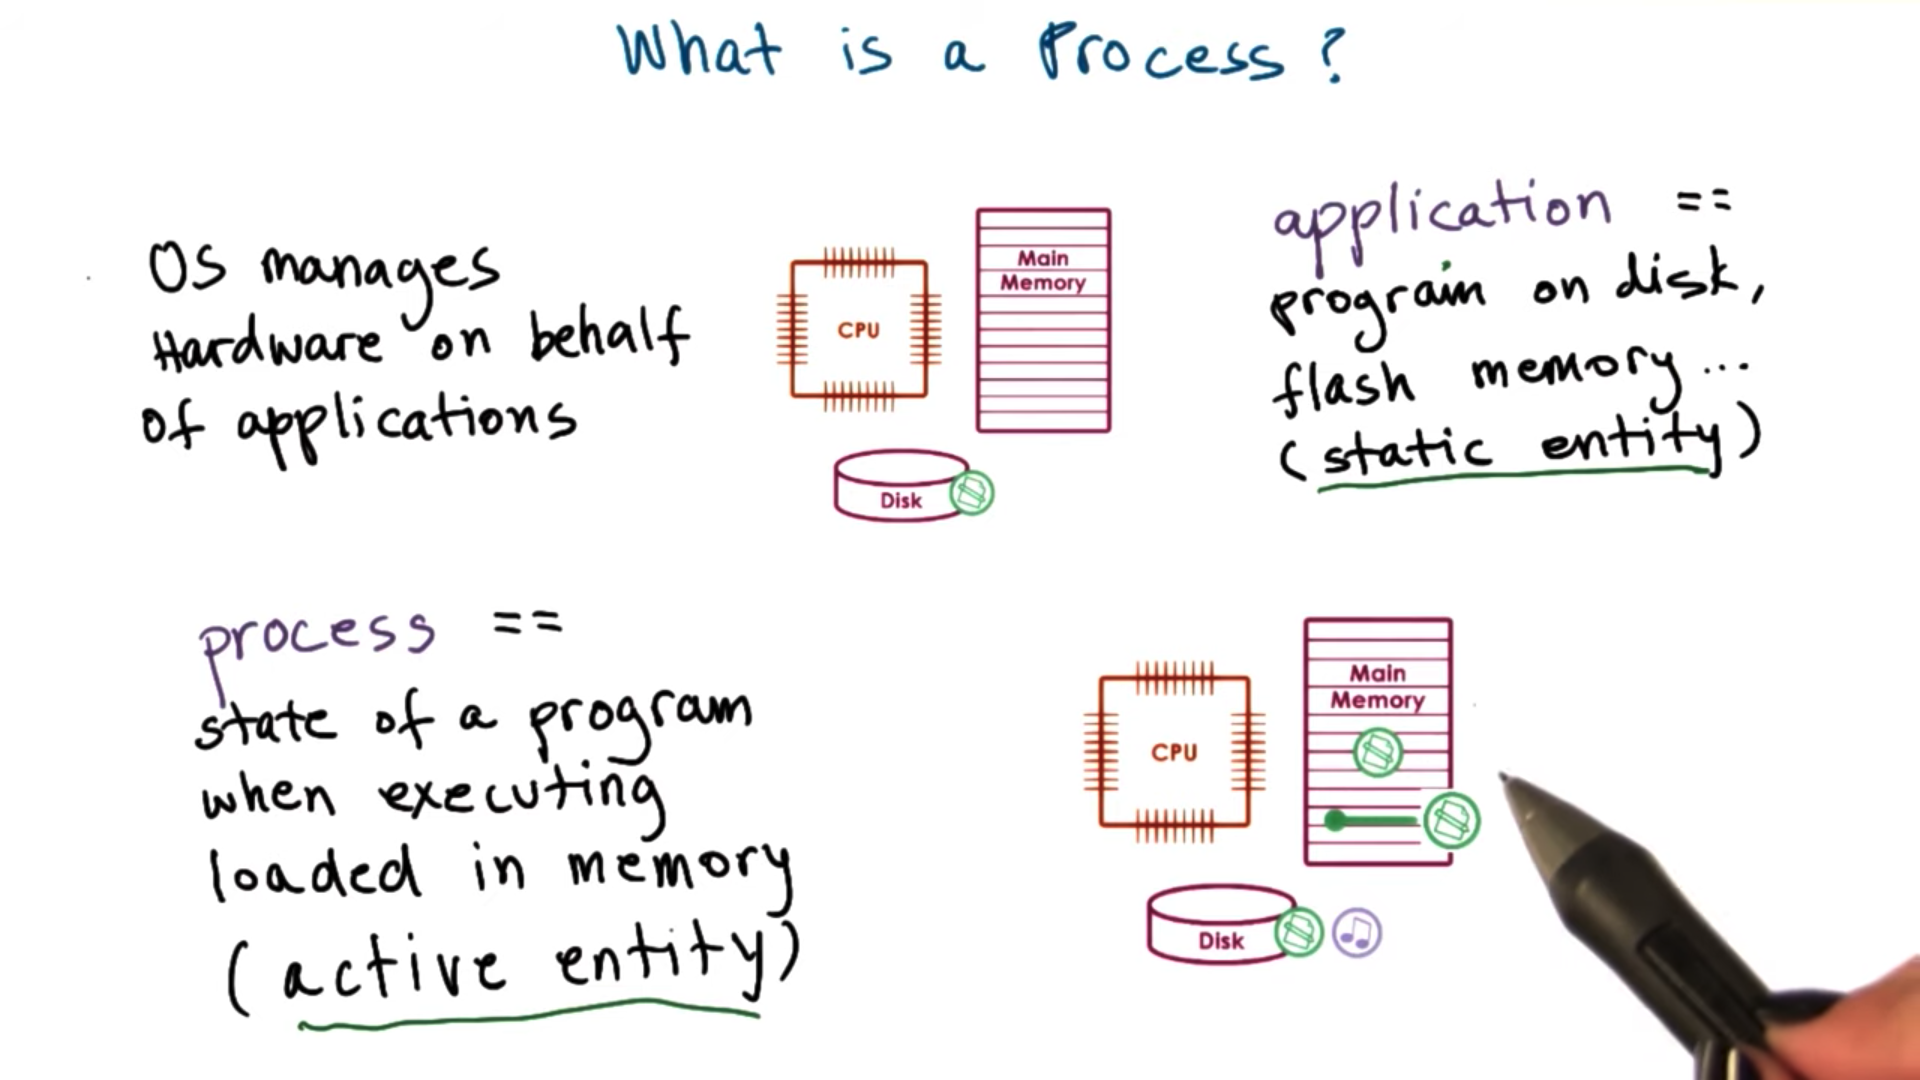 What is a Process?
OS manages
Hardware on behalf
of applications
CPU
Main
Memory
Disk
application ==
program on disk,
flash memory...
(static entity)
process ==
state of a program
when executing
loaded in memory
(active entity)
CPU
Main
Memory
Disk